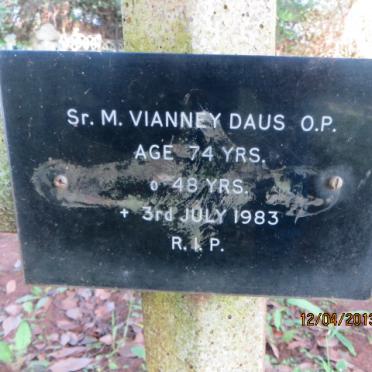 Sr. M. VIANNEY DAUS O.P.
AGE 74 YRS.
o 48 YRS.
+ 3rd JULY 1983
R.I.P.
12/04/2013